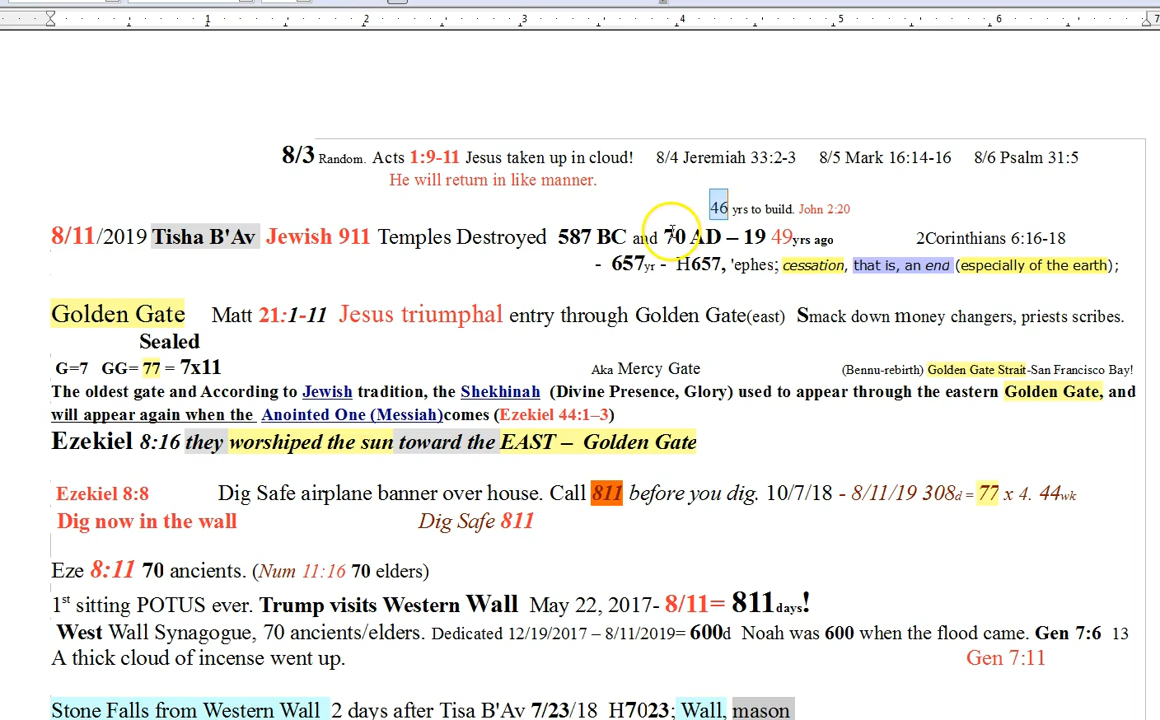 1 2 3 4 5 6 7
8/3 Random. Acts 1:9-11 Jesus taken up in cloud! 8/4 Jeremiah 33:2-3 8/5 Mark 16:14-16 8/6 Psalm 31:5
He will return in like manner.
46 yrs to build. John 2:20
8/11/2019 Tisha B'Av Jewish 911 Temples Destroyed 587 BC and 70 AD – 19 49yrs ago 2Corinthians 6:16-18
- 657yr - H657, 'ephes; cessation, that is, an end (especially of the earth);
Golden Gate Matt 21:1-11 Jesus triumphal entry through Golden Gate(east) Smack down money changers, priests scribes.
Sealed
G=7 GG= 77 = 7x11 Aka Mercy Gate (Bennu-rebirth) Golden Gate Strait-San Francisco Bay!
The oldest gate and According to Jewish tradition, the Shekhinah (Divine Presence, Glory) used to appear through the eastern Golden Gate, and
will appear again when the Anointed One (Messiah)comes (Ezekiel 44:1–3)
Ezekiel 8:16 they worshiped the sun toward the EAST – Golden Gate
Ezekiel 8:8 Dig Safe airplane banner over house. Call 811 before you dig. 10/7/18 - 8/11/19 308d = 77 x 4. 44wk
Dig now in the wall Dig Safe 811
Eze 8:11 70 ancients. (Num 11:16 70 elders)
1st sitting POTUS ever. Trump visits Western Wall May 22, 2017- 8/11= 811days!
West Wall Synagogue, 70 ancients/elders. Dedicated 12/19/2017 – 8/11/2019= 600d Noah was 600 when the flood came. Gen 7:6 13
A thick cloud of incense went up. Gen 7:11
Stone Falls from Western Wall 2 days after Tisa B'Av 7/23/18 H7023; Wall, mason